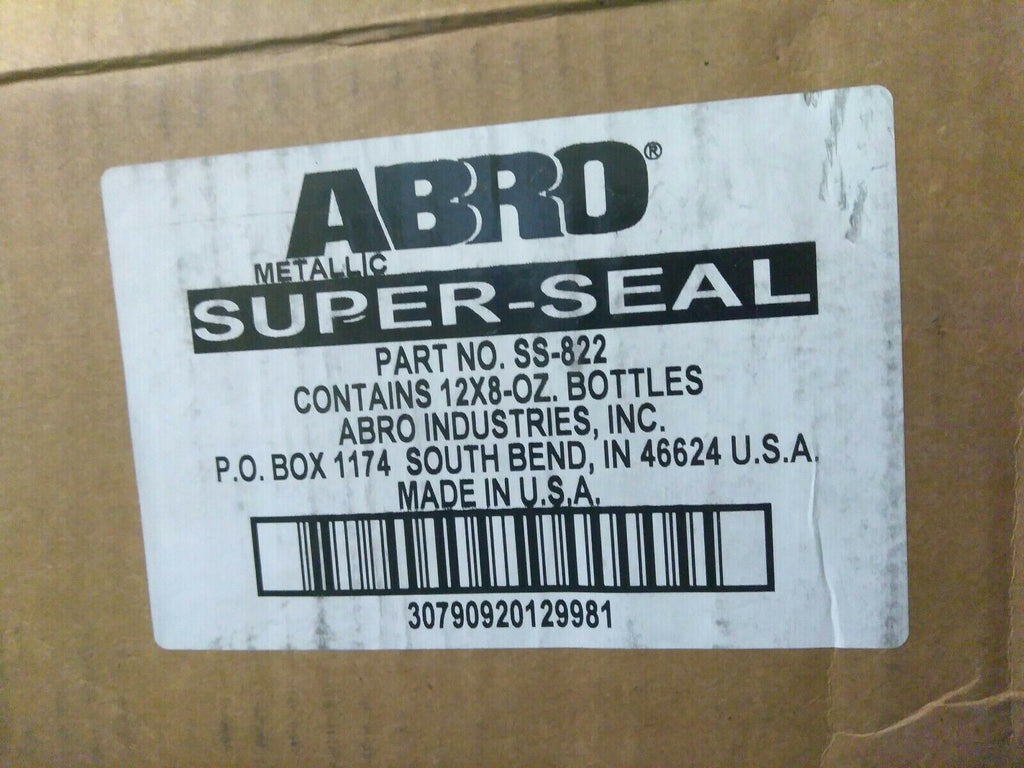 ABRO®
METALLIC
SUPER-SEAL
PART NO. SS-822
CONTAINS 12X8-OZ. BOTTLES
ABRO INDUSTRIES, INC.
P.O. BOX 1174 SOUTH BEND, IN 46624 U.S.A.
MADE IN U.S.A.
30790920129981